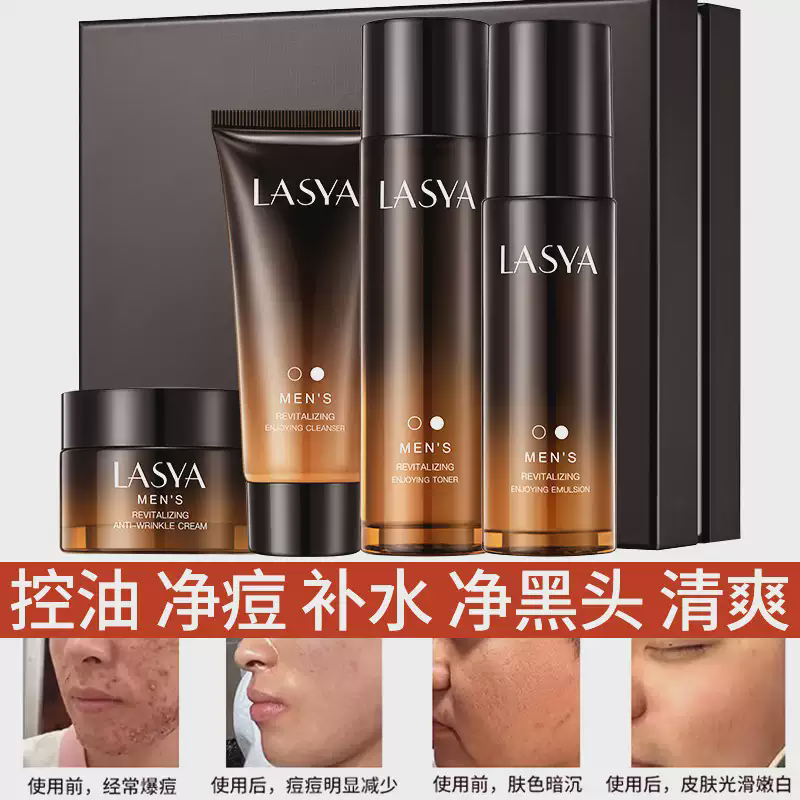 LASYA
MEN'S
REVITALIZING
ANTI-WRINKLE CREAM
LASYA
MEN'S
REVITALIZING
ENJOYING CLEANSER
LASYA
MEN'S
REVITALIZING
ENJOYING TONER
LASYA
MEN'S
REVITALIZING
ENJOYING EMULSION
控油 净痘 补水 净黑头 清爽
使用前，经常爆痘
使用后，痘痘明显减少
使用前，肤色暗沉
使用后，皮肤光滑嫩白